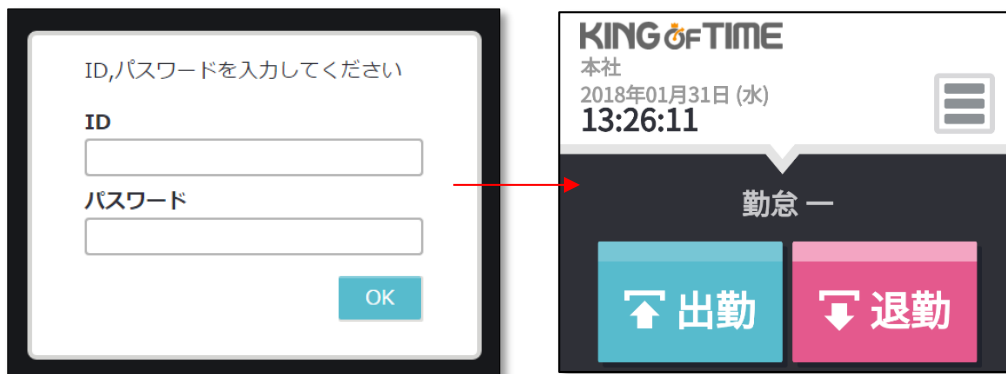 ID,パスワードを入力してください
ID
パスワード
OK
KING OF TIME
本社
2018年01月31日 (水)
13:26:11
勤怠 一
出勤
退勤